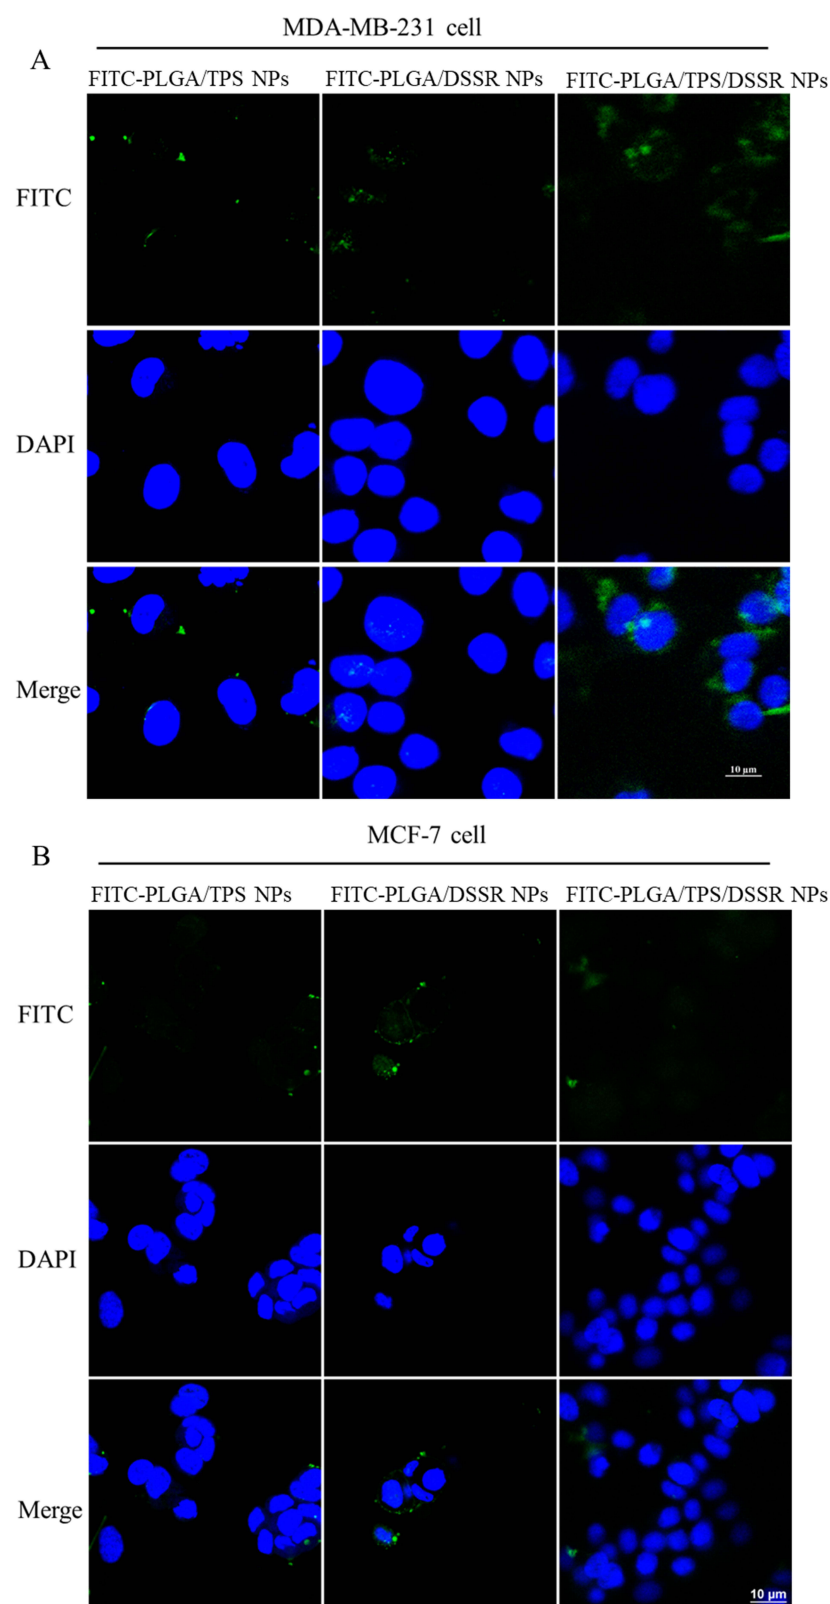 MDA-MB-231 cell
A
FITC-PLGA/TPS NPs
FITC-PLGA/DSSR NPs
FITC-PLGA/TPS/DSSR NPs
FITC
DAPI
Merge
10 μm
MCF-7 cell
B
FITC-PLGA/TPS NPs
FITC-PLGA/DSSR NPs
FITC-PLGA/TPS/DSSR NPs
FITC
DAPI
Merge
10 μm